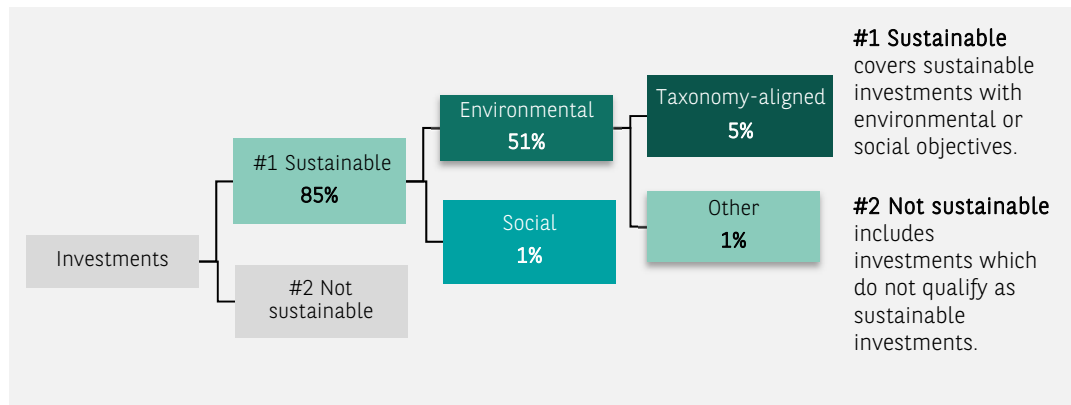 Investments
#1 Sustainable
85%
#2 Not
sustainable
Environmental
51%
Social
1%
Taxonomy-aligned
5%
Other
1%
#1 Sustainable
covers sustainable
investments with
environmental or
social objectives.
#2 Not sustainable
includes
investments which
do not qualify as
sustainable
investments.